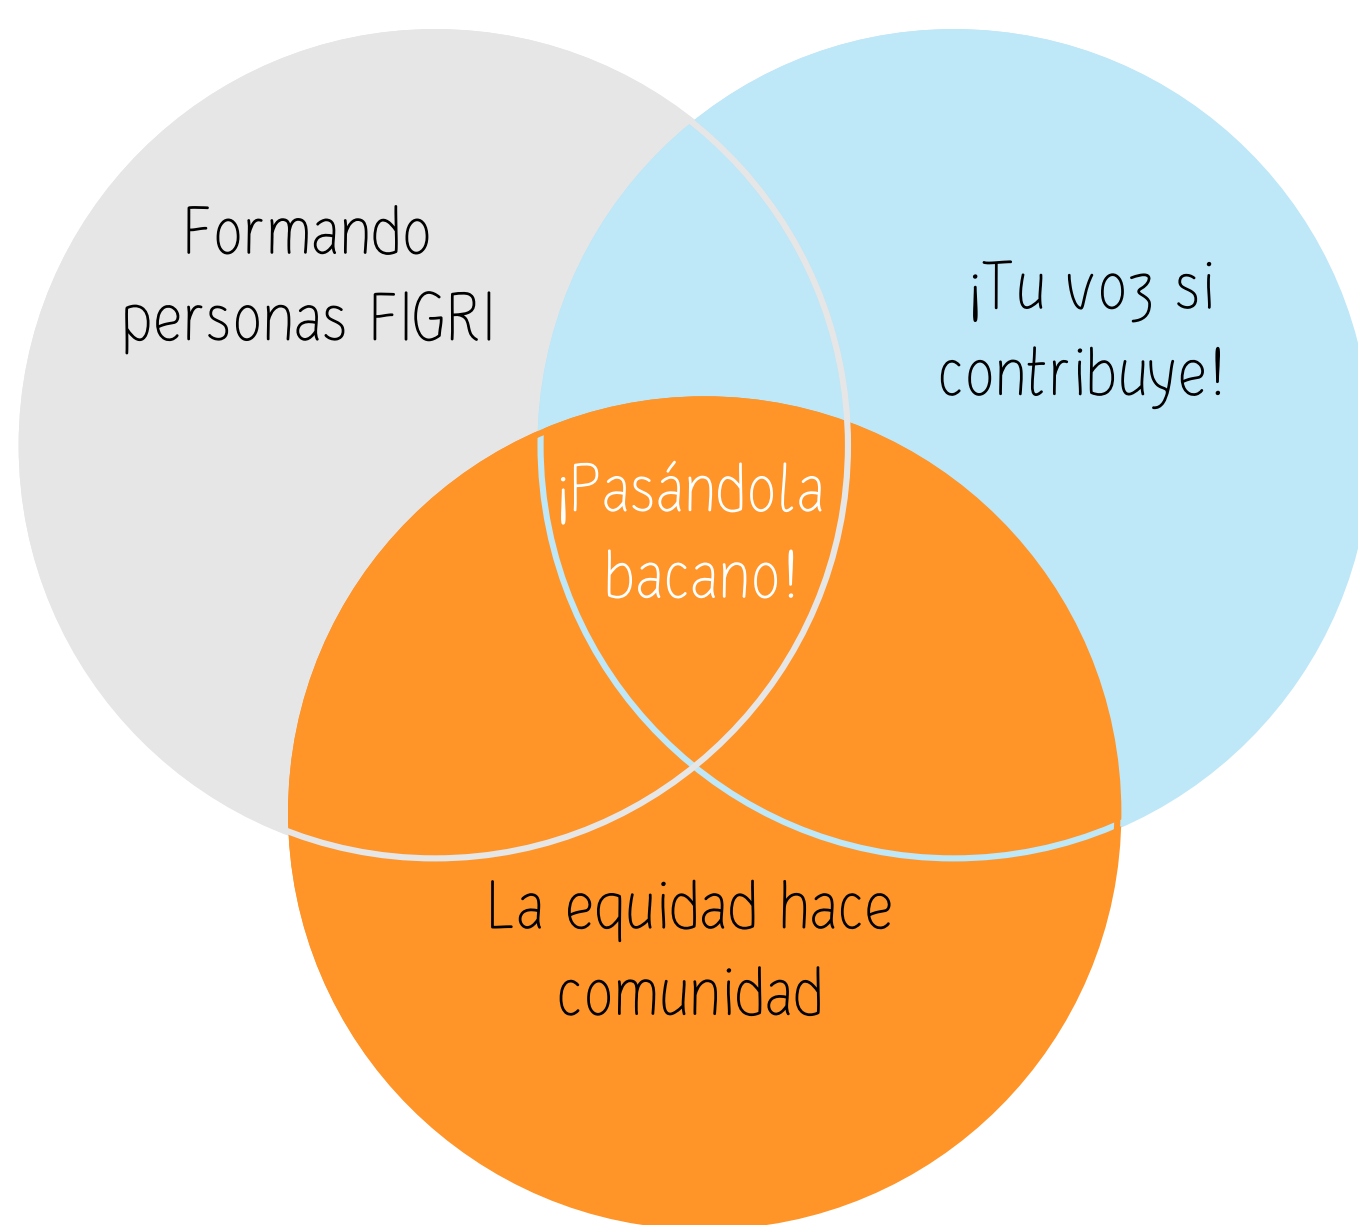 Formando
personas FIGRI
¡Tu voz si
contribuye!
¡Pasándola
bacano!
La equidad hace
comunidad